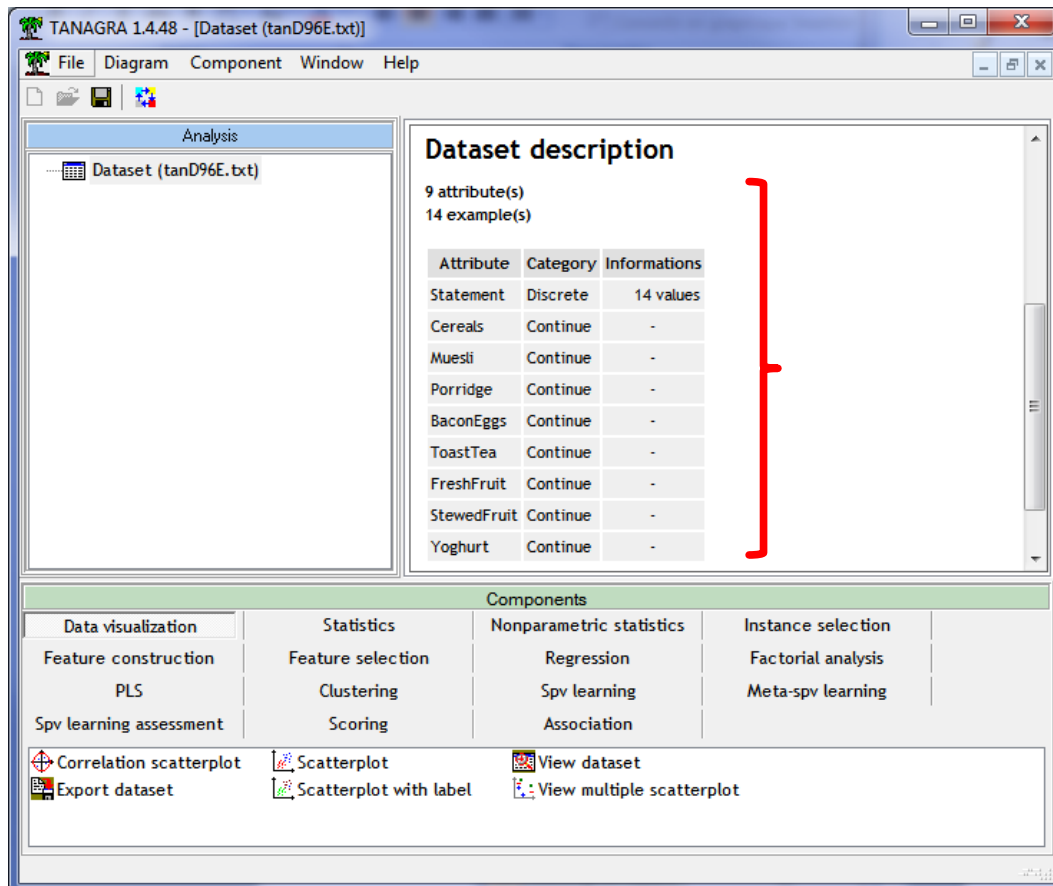 TANAGRA 1.4.48 - [Dataset (tanD96E.txt)]
File Diagram Component Window Help
Analysis
Dataset (tanD96E.txt)
Dataset description
9 attribute(s)
14 example(s)
Attribute Category Informations
Statement Discrete 14 values
Cereals Continue -
Muesli Continue -
Porridge Continue -
BaconEggs Continue -
ToastTea Continue -
FreshFruit Continue -
StewedFruit Continue -
Yoghurt Continue -
Components
Data visualization Statistics Nonparametric statistics Instance selection
Feature construction Feature selection Regression Factorial analysis
PLS Clustering Spv learning Meta-spv learning
Spv learning assessment Scoring Association
Correlation scatterplot Scatterplot View dataset
Export dataset Scatterplot with label View multiple scatterplot